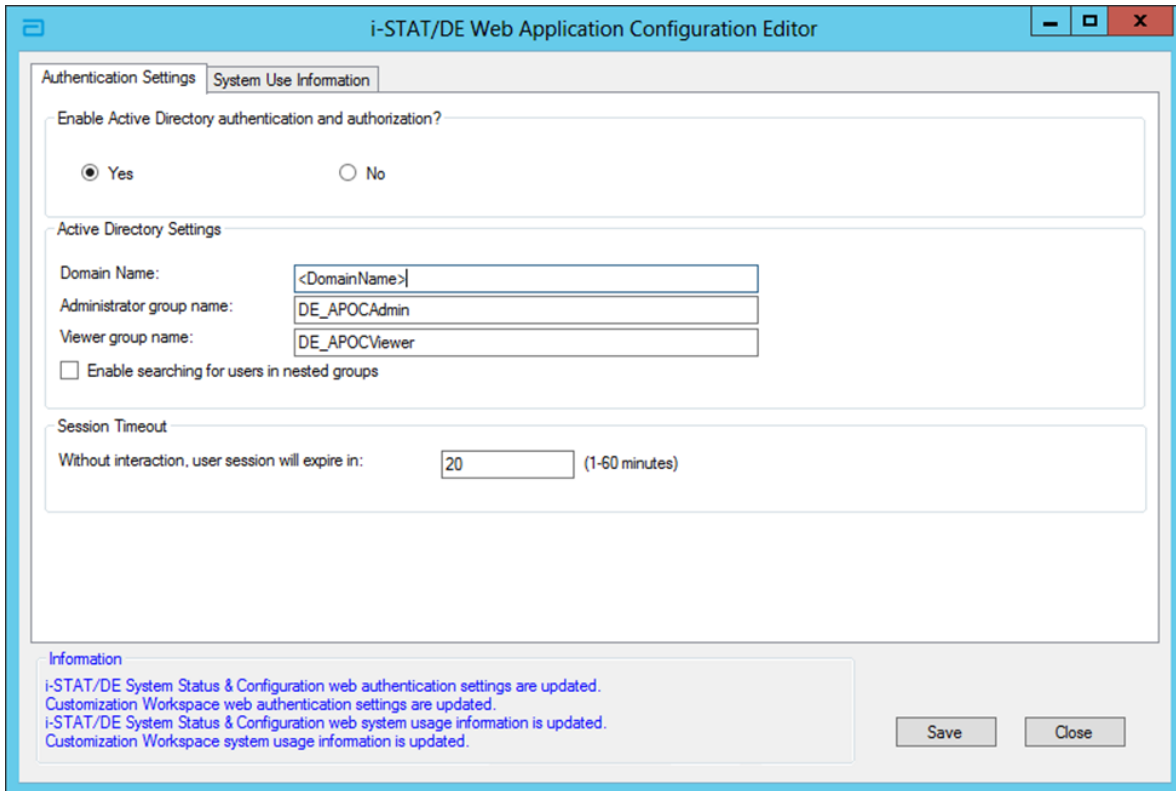 i-STAT/DE Web Application Configuration Editor
Authentication Settings
System Use Information
Enable Active Directory authentication and authorization?
Yes
No
Active Directory Settings
Domain Name:
<DomainName>
Administrator group name:
DE_APOCAdmin
Viewer group name:
DE_APOCViewer
Enable searching for users in nested groups
Session Timeout
Without interaction, user session will expire in:
20
(1-60 minutes)
Information
i-STAT/DE System Status & Configuration web authentication settings are updated.
Customization Workspace web authentication settings are updated.
i-STAT/DE System Status & Configuration web system usage information is updated.
Customization Workspace system usage information is updated.
Save
Close